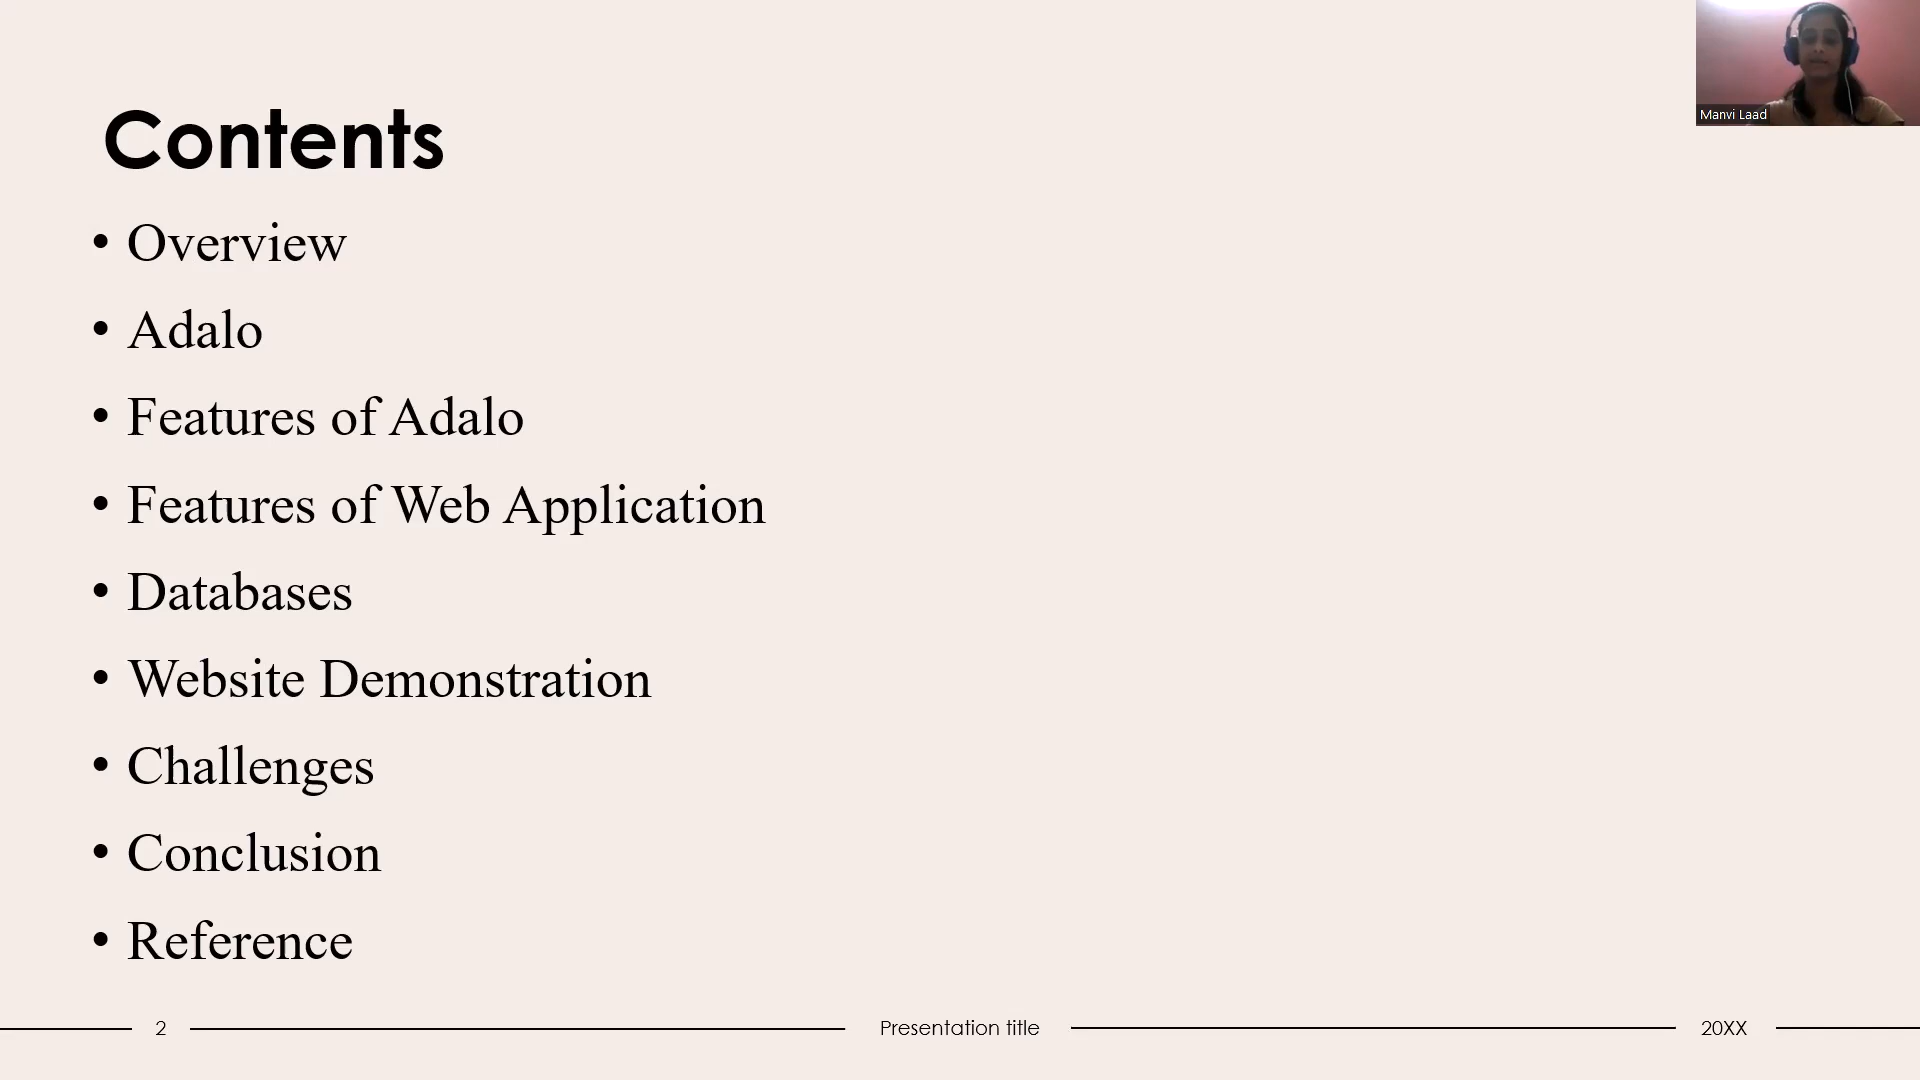 Manvi Laad
Contents
• Overview
• Adalo
• Features of Adalo
• Features of Web Application
• Databases
• Website Demonstration
• Challenges
• Conclusion
• Reference
2 Presentation title 20XX